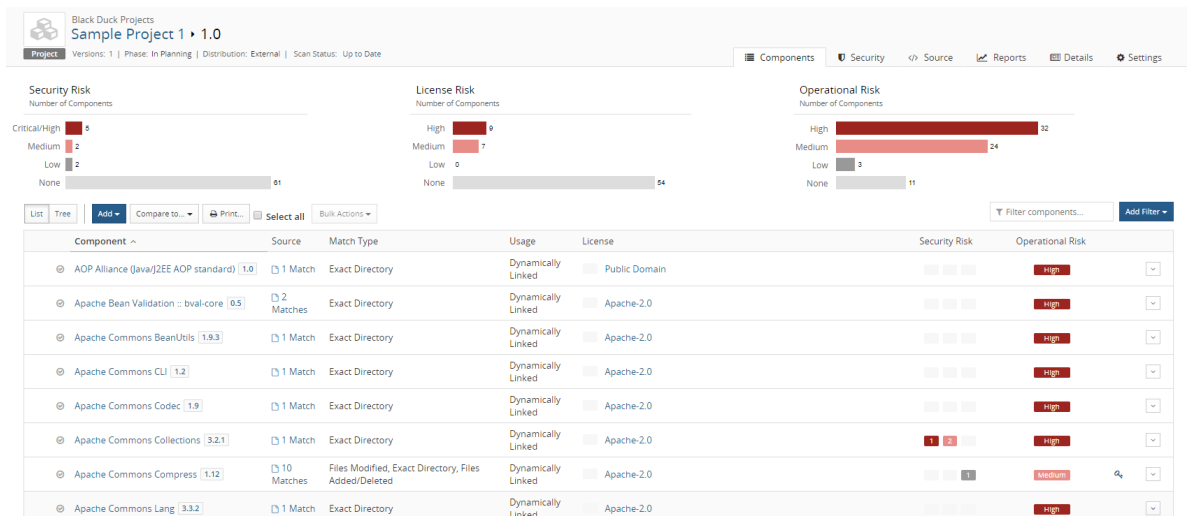 Black Duck Projects
Sample Project 1 ▸ 1.0
Project Versions: 1 | Phase: In Planning | Distribution: External | Scan Status: Up to Date
Components Security Source Reports Details Settings
Security Risk
Number of Components
Critical/High 5
Medium 2
Low 2
None 61
License Risk
Number of Components
High 9
Medium 7
Low 0
None 54
Operational Risk
Number of Components
High 32
Medium 24
Low 3
None 11
List Tree Add Compare to... Print... Select all Bulk Actions Filter components... Add Filter
Component Source Match Type Usage License Security Risk Operational Risk
AOP Alliance (Java/J2EE AOP standard) 1.0 1 Match Exact Directory Dynamically Linked Public Domain High
Apache Bean Validation :: bval-core 0.5 2 Matches Exact Directory Dynamically Linked Apache-2.0 High
Apache Commons BeanUtils 1.9.3 1 Match Exact Directory Dynamically Linked Apache-2.0 High
Apache Commons CLI 1.2 1 Match Exact Directory Dynamically Linked Apache-2.0 High
Apache Commons Codec 1.9 1 Match Exact Directory Dynamically Linked Apache-2.0 High
Apache Commons Collections 3.2.1 1 Match Exact Directory Dynamically Linked Apache-2.0 1 2 High
Apache Commons Compress 1.12 10 Matches Files Modified, Exact Directory, Files Added/Deleted Dynamically Linked Apache-2.0 1 Medium
Apache Commons Lang 3.3.2 1 Match Exact Directory Dynamically Linked Apache-2.0 High